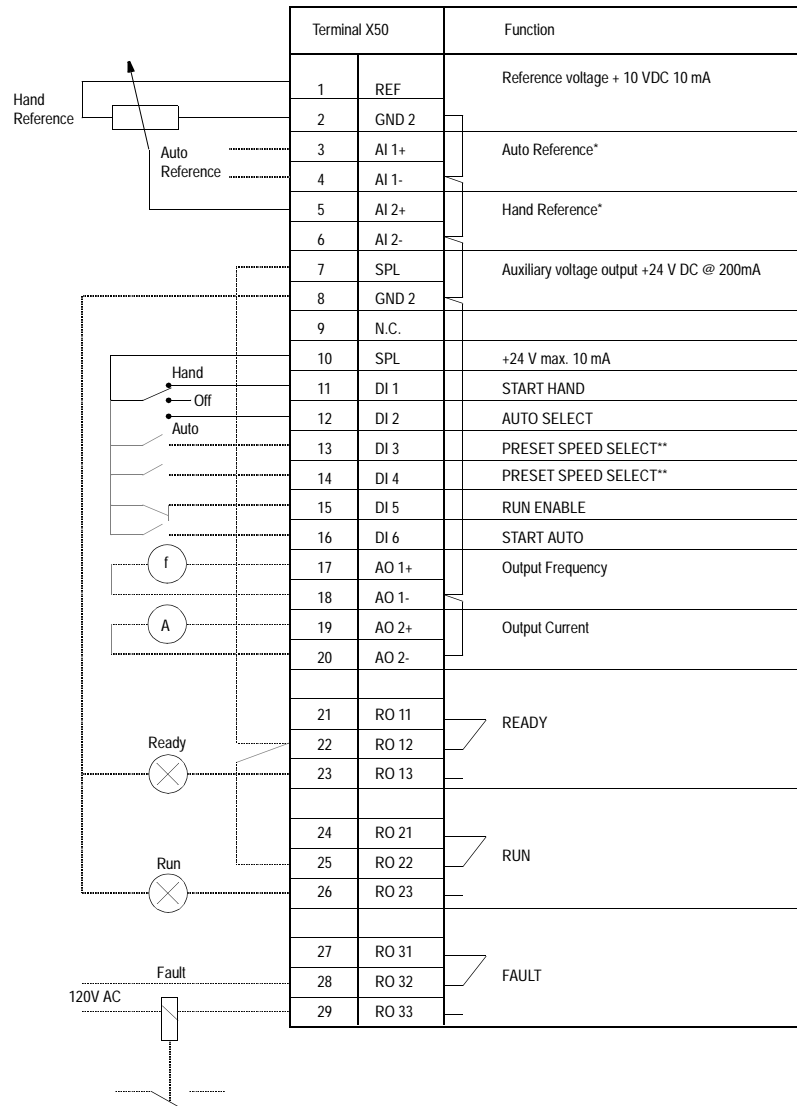 Terminal X50 Function
1 REF Reference voltage + 10 VDC 10 mA
Hand
Reference
2 GND 2
Auto
Reference
3 AI 1+ Auto Reference*
4 AI 1-
5 AI 2+ Hand Reference*
6 AI 2-
7 SPL Auxiliary voltage output +24 V DC @ 200mA
8 GND 2
9 N.C.
10 SPL +24 V max. 10 mA
Hand
11 DI 1 START HAND
Off
12 DI 2 AUTO SELECT
Auto
13 DI 3 PRESET SPEED SELECT**
14 DI 4 PRESET SPEED SELECT**
15 DI 5 RUN ENABLE
16 DI 6 START AUTO
f 17 AO 1+ Output Frequency
18 AO 1-
A 19 AO 2+ Output Current
20 AO 2-
21 RO 11
READY
Ready 22 RO 12
23 RO 13
24 RO 21
RUN
Run 25 RO 22
26 RO 23
27 RO 31
FAULT
Fault 28 RO 32
120V AC
29 RO 33